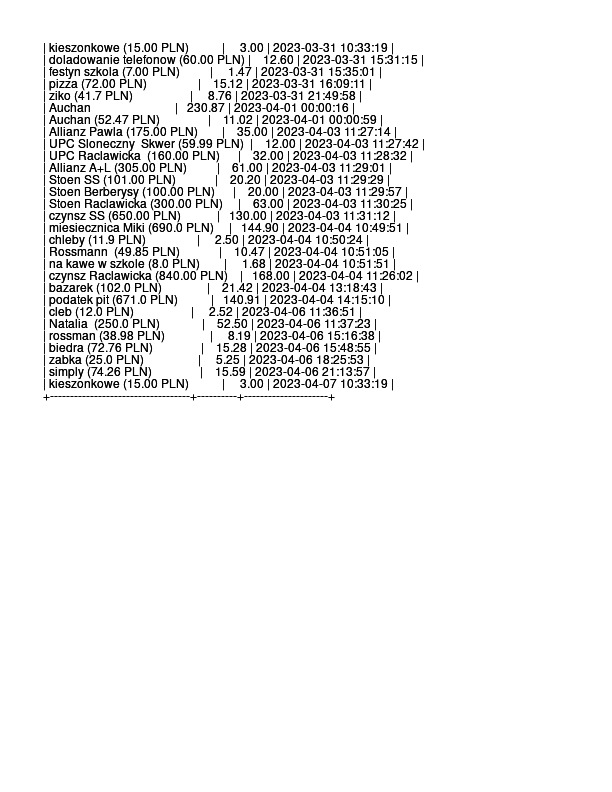 | kieszonkowe (15.00 PLN) | 3.00 | 2023-03-31 10:33:19 |
| doladowanie telefonow (60.00 PLN) | 12.60 | 2023-03-31 15:31:15 |
| festyn szkola (7.00 PLN) | 1.47 | 2023-03-31 15:35:01 |
| pizza (72.00 PLN) | 15.12 | 2023-03-31 16:09:11 |
| ziko (41.7 PLN) | 8.76 | 2023-03-31 21:49:58 |
| Auchan | 230.87 | 2023-04-01 00:00:16 |
| Auchan (52.47 PLN) | 11.02 | 2023-04-01 00:00:59 |
| Allianz Pawla (175.00 PLN) | 35.00 | 2023-04-03 11:27:14 |
| UPC Sloneczny Skwer (59.99 PLN) | 12.00 | 2023-04-03 11:27:42 |
| UPC Raclawicka (160.00 PLN) | 32.00 | 2023-04-03 11:28:32 |
| Allianz A+L (305.00 PLN) | 61.00 | 2023-04-03 11:29:01 |
| Stoen SS (101.00 PLN) | 20.20 | 2023-04-03 11:29:29 |
| Stoen Berberysy (100.00 PLN) | 20.00 | 2023-04-03 11:29:57 |
| Stoen Raclawicka (300.00 PLN) | 63.00 | 2023-04-03 11:30:25 |
| czynsz SS (650.00 PLN) | 130.00 | 2023-04-03 11:31:12 |
| miesiecznica Miki (690.0 PLN) | 144.90 | 2023-04-04 10:49:51 |
| chleby (11.9 PLN) | 2.50 | 2023-04-04 10:50:24 |
| Rossmann (49.85 PLN) | 10.47 | 2023-04-04 10:51:05 |
| na kawe w szkole (8.0 PLN) | 1.68 | 2023-04-04 10:51:51 |
| czynsz Raclawicka (840.00 PLN) | 168.00 | 2023-04-04 11:26:02 |
| bazarek (102.0 PLN) | 21.42 | 2023-04-04 13:18:43 |
| podatek pit (671.0 PLN) | 140.91 | 2023-04-04 14:15:10 |
| cleb (12.0 PLN) | 2.52 | 2023-04-06 11:36:51 |
| Natalia (250.0 PLN) | 52.50 | 2023-04-06 11:37:23 |
| rossman (38.98 PLN) | 8.19 | 2023-04-06 15:16:38 |
| biedra (72.76 PLN) | 15.28 | 2023-04-06 15:48:55 |
| zabka (25.0 PLN) | 5.25 | 2023-04-06 18:25:53 |
| simply (74.26 PLN) | 15.59 | 2023-04-06 21:13:57 |
| kieszonkowe (15.00 PLN) | 3.00 | 2023-04-07 10:33:19 |
+-----------------------------------+----------+---------------------+